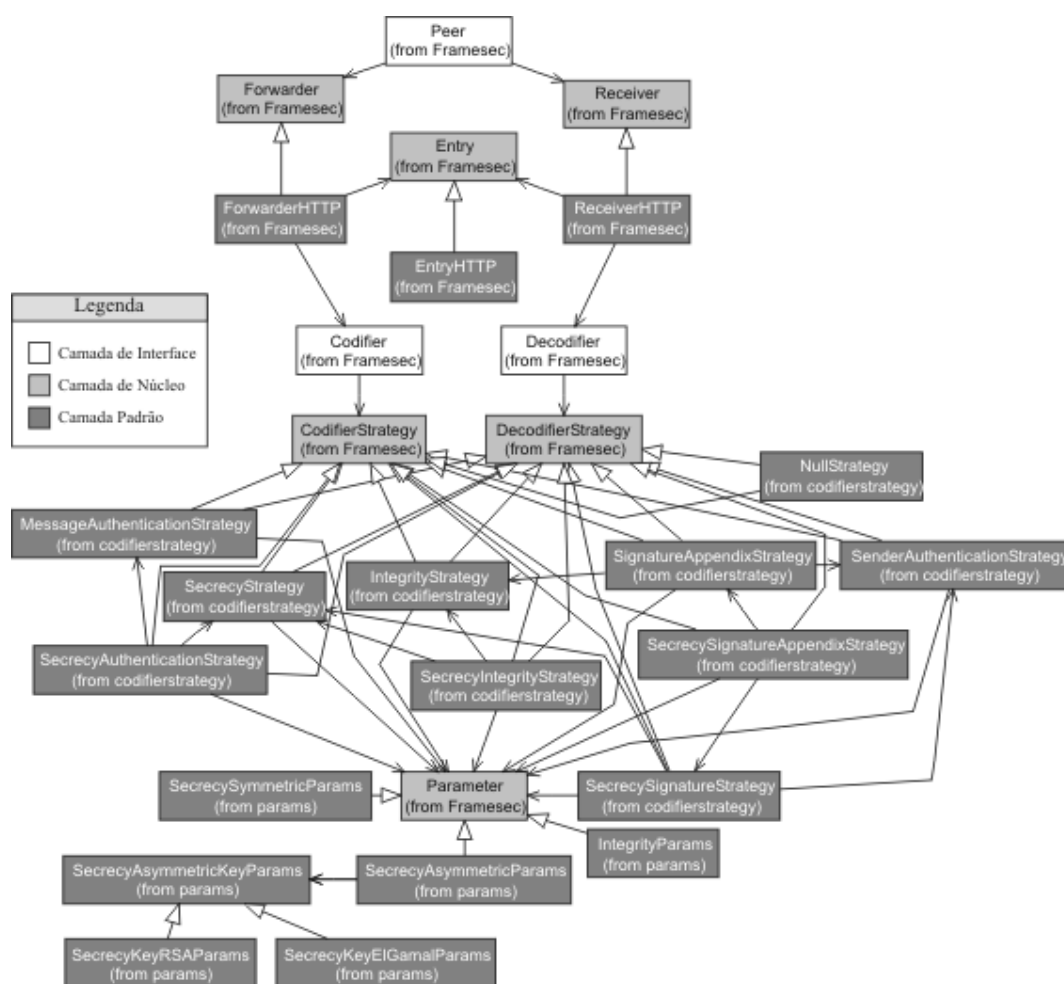 Peer
(from Framesec)
Forwarder
(from Framesec)
Receiver
(from Framesec)
Entry
(from Framesec)
ForwarderHTTP
(from Framesec)
ReceiverHTTP
(from Framesec)
EntryHTTP
(from Framesec)
Legenda
Camada de Interface
Camada de Núcleo
Camada Padrão
Codifier
(from Framesec)
Decodifier
(from Framesec)
CodifierStrategy
(from Framesec)
DecodifierStrategy
(from Framesec)
NullStrategy
(from codifierstrategy)
MessageAuthenticationStrategy
(from codifierstrategy)
SecrecyStrategy
(from codifierstrategy)
IntegrityStrategy
(from codifierstrategy)
SignatureAppendixStrategy
(from codifierstrategy)
SenderAuthenticationStrategy
(from codifierstrategy)
SecrecyAuthenticationStrategy
(from codifierstrategy)
SecrecyIntegrityStrategy
(from codifierstrategy)
SecrecySignatureAppendixStrategy
(from codifierstrategy)
SecrecySymmetricParams
(from params)
Parameter
(from Framesec)
SecrecySignatureStrategy
(from codifierstrategy)
IntegrityParams
(from params)
SecrecyAsymmetricKeyParams
(from params)
SecrecyAsymmetricParams
(from params)
SecrecyKeyRSAParams
(from params)
SecrecyKeyElGamalParams
(from params)